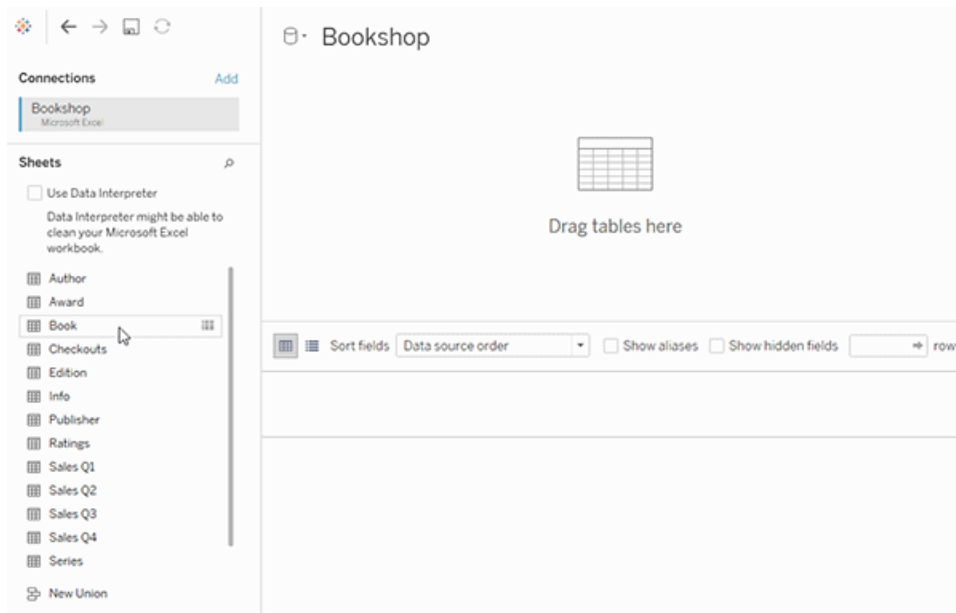 Bookshop
Connections
Add
Bookshop
Microsoft Excel
Sheets
Use Data Interpreter
Data Interpreter might be able to
clean your Microsoft Excel
workbook.
Author
Award
Book
Checkouts
Edition
Info
Publisher
Ratings
Sales Q1
Sales Q2
Sales Q3
Sales Q4
Series
New Union
Drag tables here
Sort fields Data source order Show aliases Show hidden fields row